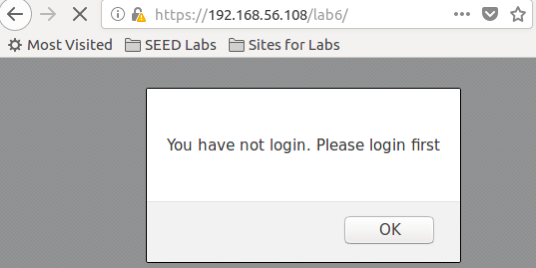 https://192.168.56.108/lab6/
Most Visited SEED Labs Sites for Labs
You have not login. Please login first
OK